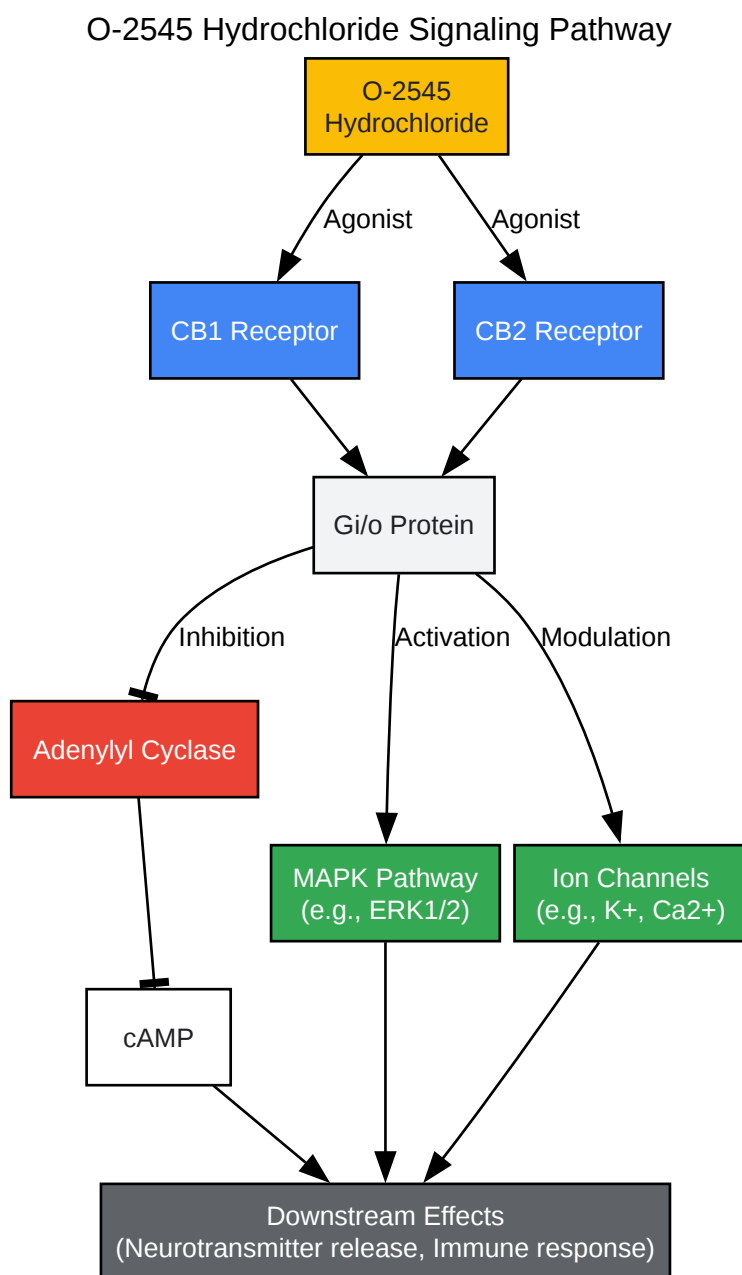 O-2545 Hydrochloride Signaling Pathway
O-2545
Hydrochloride
Agonist
Agonist
CB1 Receptor
CB2 Receptor
Gi/o Protein
Inhibition
Activation
Modulation
Adenylyl Cyclase
MAPK Pathway
(e.g., ERK1/2)
Ion Channels
(e.g., K+, Ca2+)
cAMP
Downstream Effects
(Neurotransmitter release, Immune response)